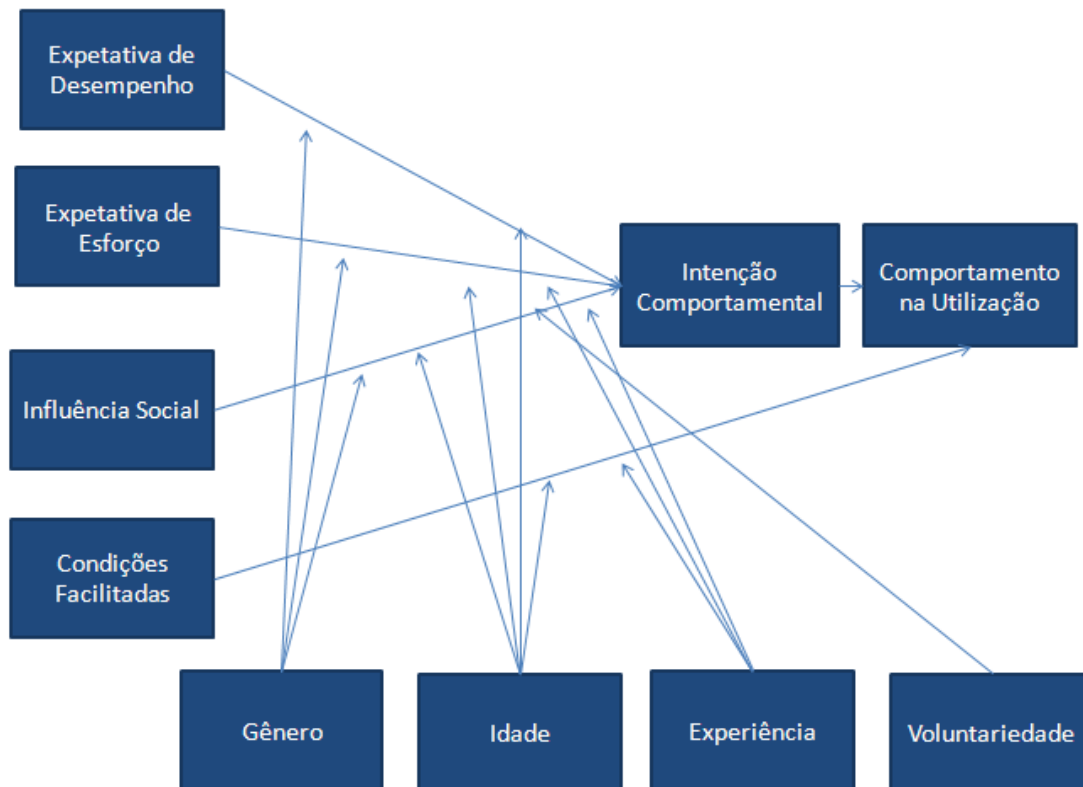 Expetativa de
Desempenho
Expetativa de
Esforço
Intenção
Comportamental
Comportamento
na Utilização
Influência Social
Condições
Facilitadas
Gênero
Idade
Experiência
Voluntariedade